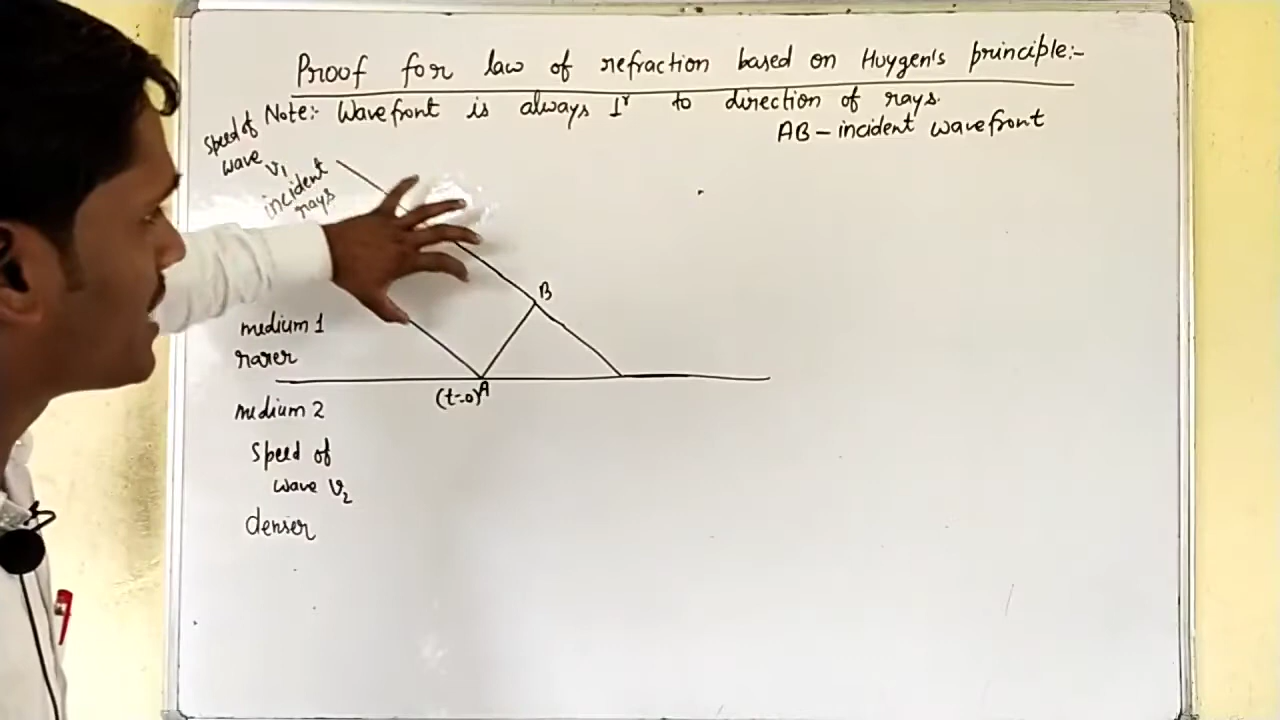 Proof for law of refraction based on Huygen's principle:-
Note:- Wavefront is always ⊥r to direction of rays.
AB - incident wavefront
Speed of
wave v₁
incident
rays
B
medium 1
rarer
A
(t=0)
medium 2
Speed of
wave v₂
denser